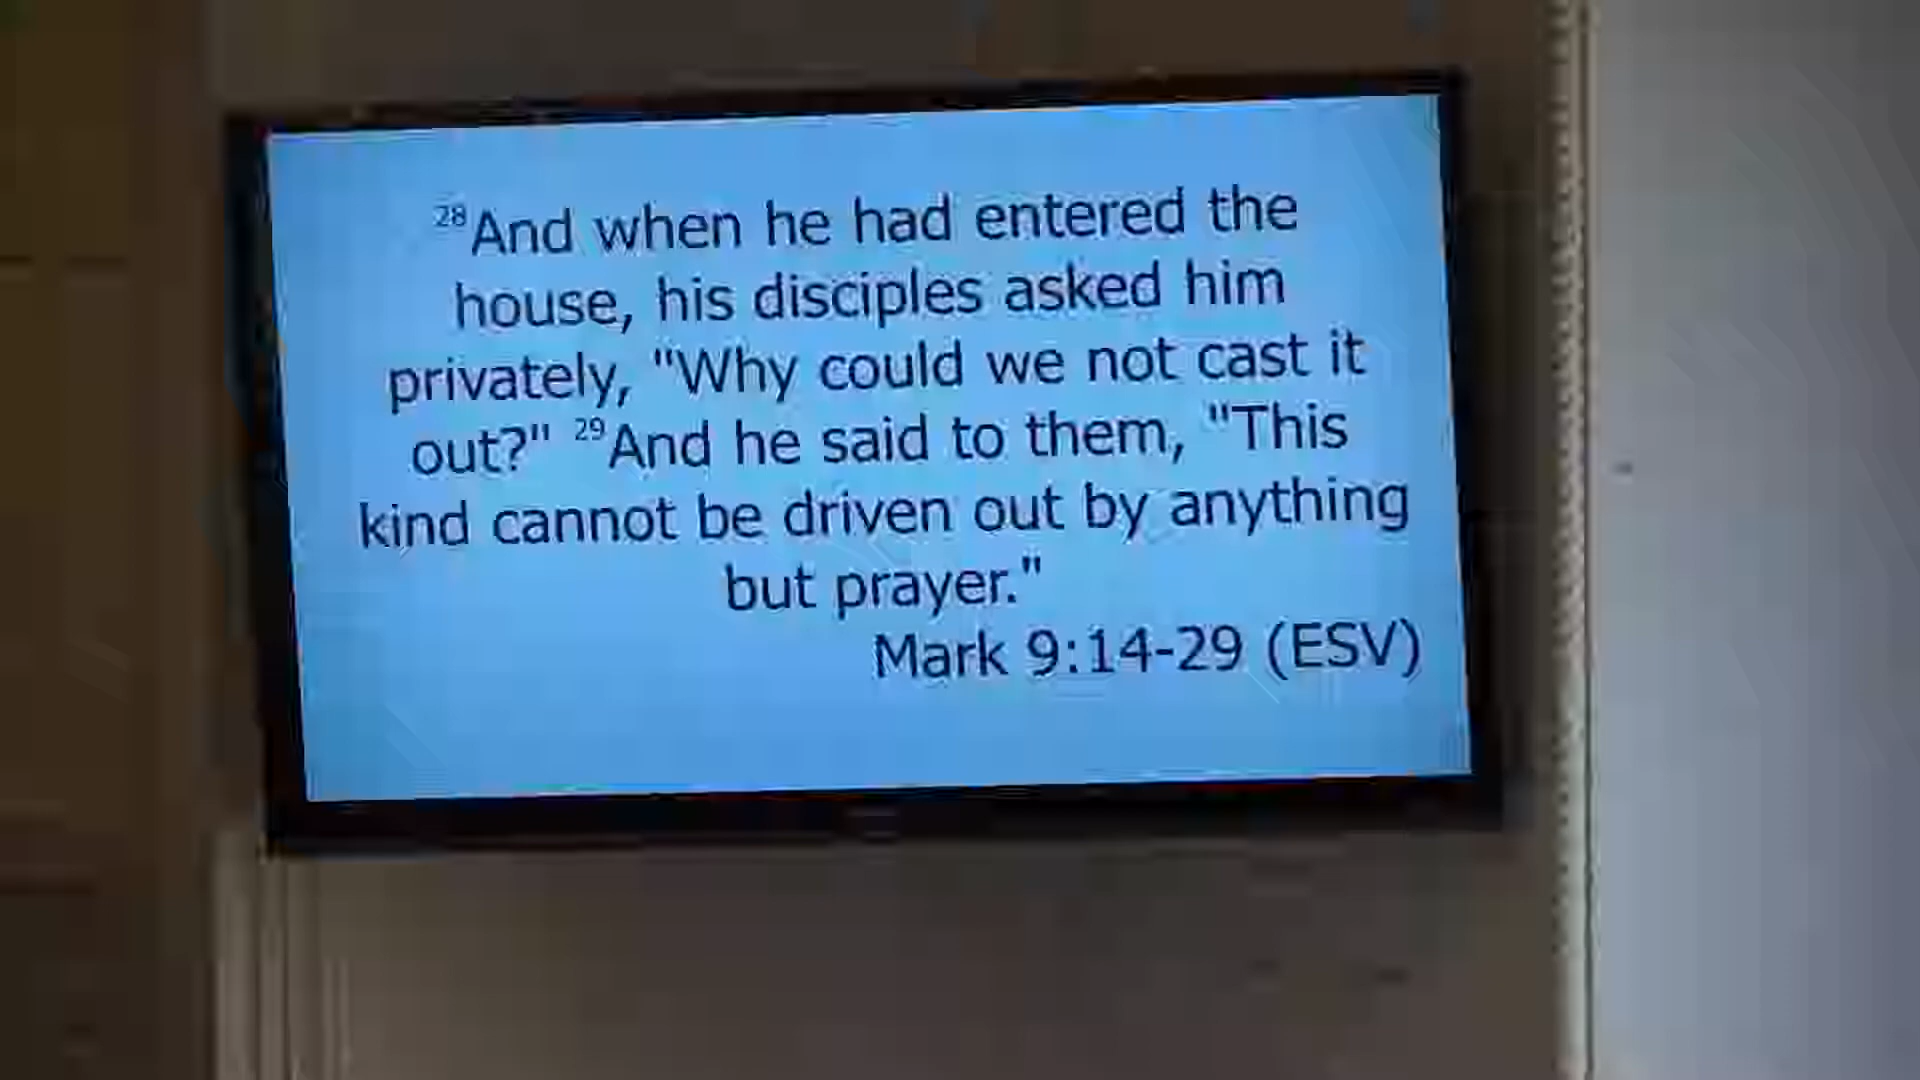 ²⁸And when he had entered the
house, his disciples asked him
privately, "Why could we not cast it
out?" ²⁹And he said to them, "This
kind cannot be driven out by anything
but prayer."
Mark 9:14-29 (ESV)